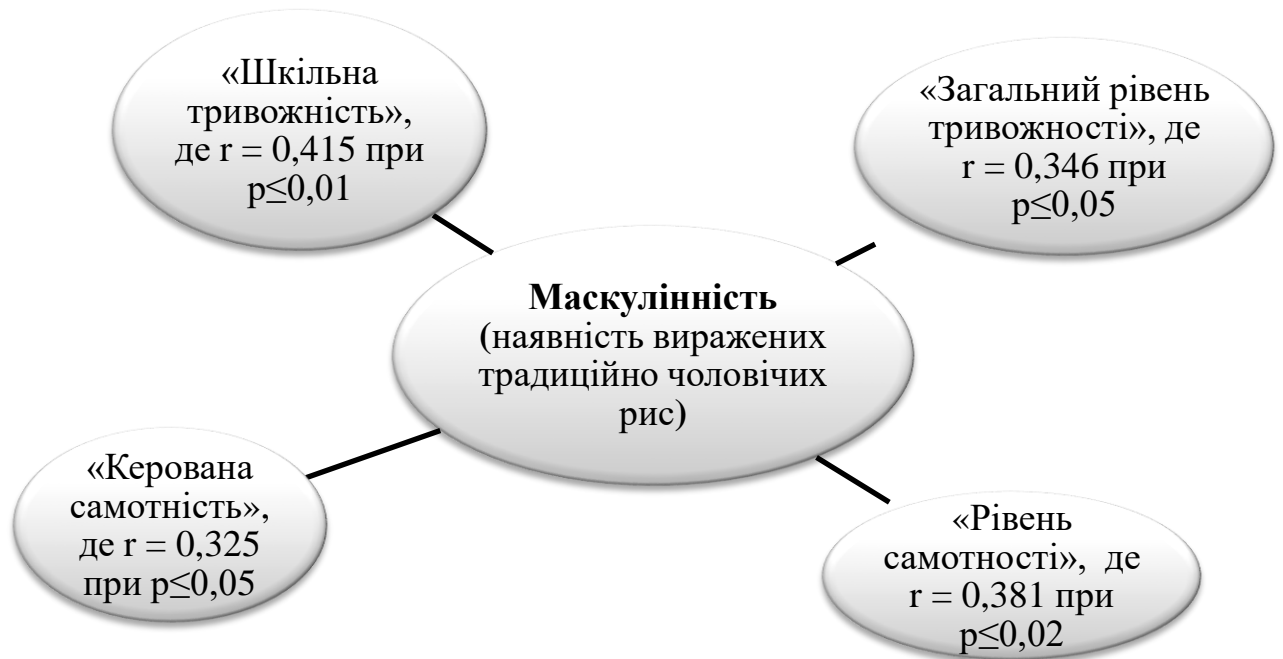 «Шкільна
тривожність»,
де r = 0,415 при
p≤0,01
«Загальний рівень
тривожності», де
r = 0,346 при
p≤0,05
Маскулінність
(наявність виражених
традиційно чоловічих
рис)
«Керована
самотність»,
де r = 0,325
при p≤0,05
«Рівень
самотності», де
r = 0,381 при
p≤0,02